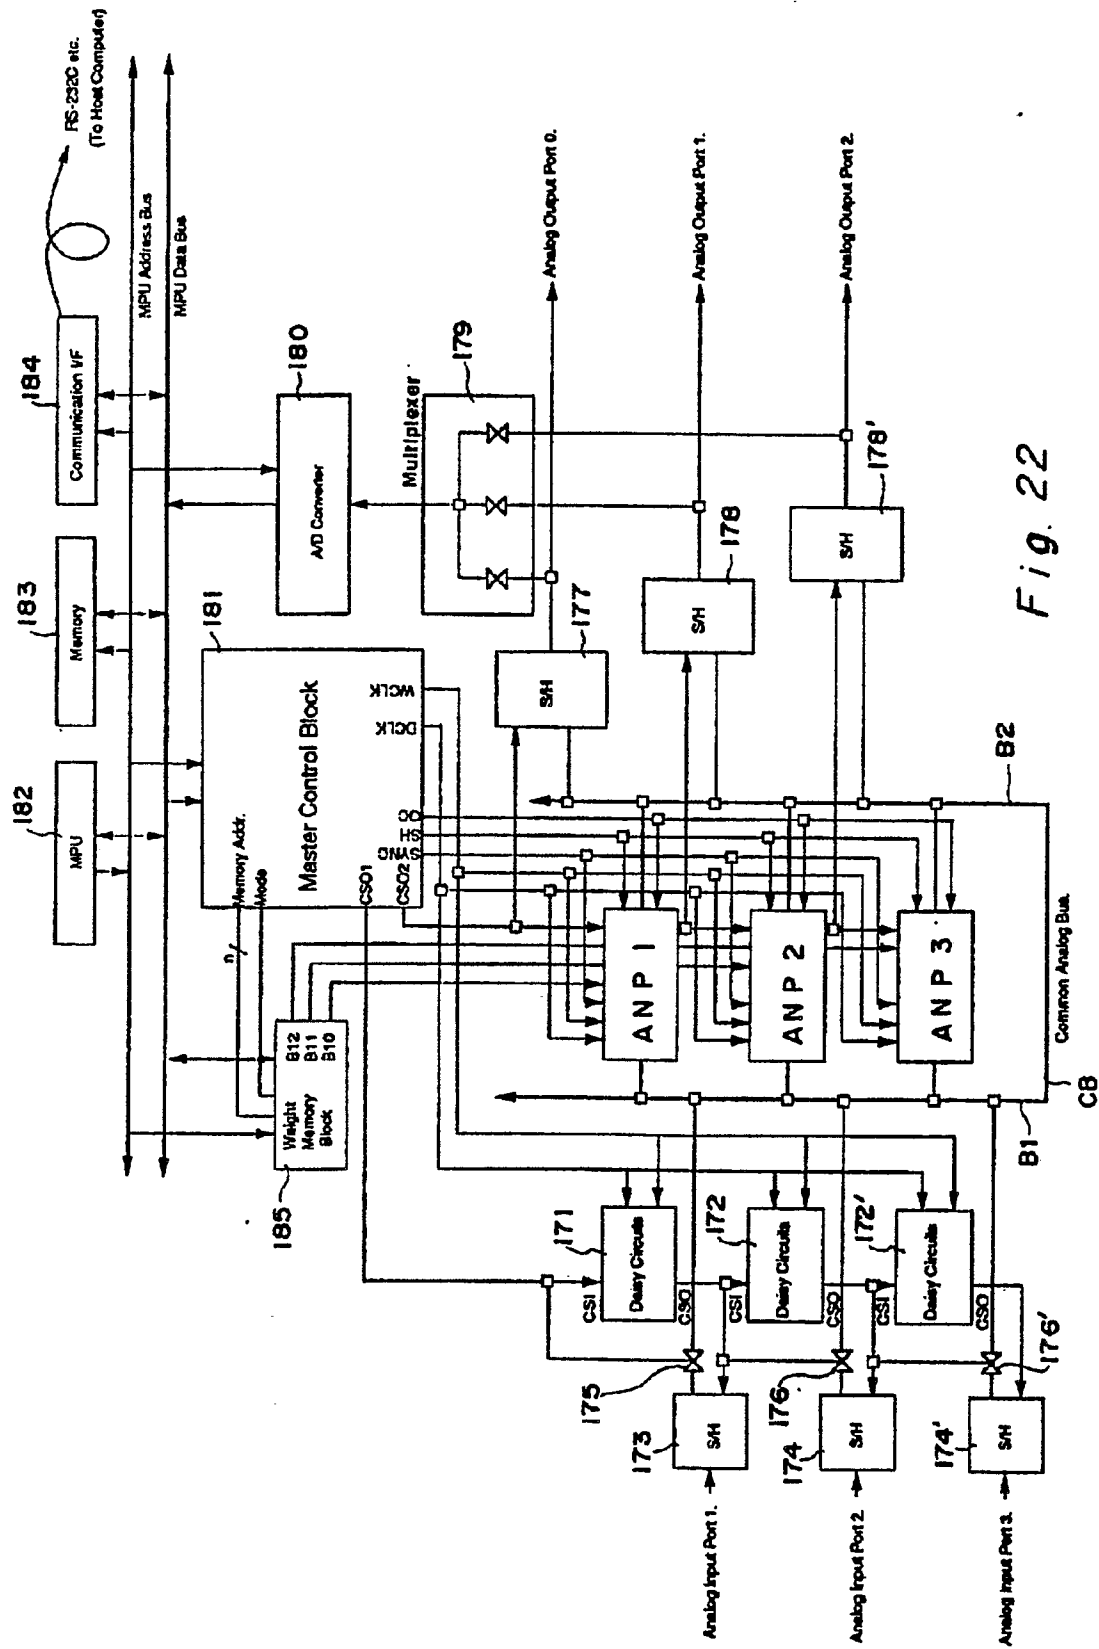 184
183
182
RS-232C etc.
(To Host Computer)
Communication I/F
Memory
MPU
MPU Address Bus
MPU Data Bus
180
181
185
A/D Converter
Master Control Block
Memory Addr.
Mode
CSO1
CSO2
SYNC
SH
OC
DCLK
WCLK
n
Weight
Memory
Block
B12
B11
B10
Multiplexer
179
Analog Output Port 0.
Analog Output Port 1.
Analog Output Port 2.
S/H
177
S/H
178
S/H
178'
ANP 1
ANP 2
ANP 3
B2
B1
CB
Common Analog Bus.
171
CSI
Daisy Circuits
CSO
172
CSI
Daisy Circuits
CSO
172'
CSI
Daisy Circuits
CSO
175
176
176'
173
S/H
174
S/H
174'
S/H
Analog Input Port 1.
Analog Input Port 2.
Analog Input Port 3.
Fig. 22